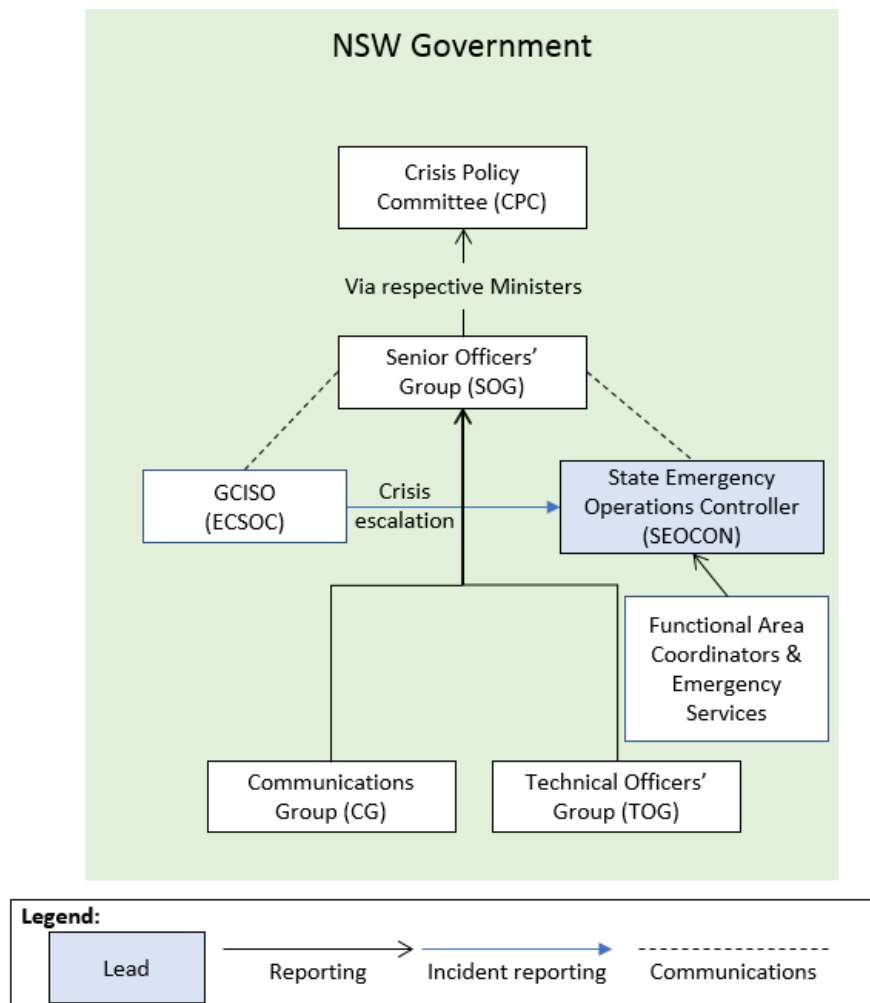 NSW Government
Crisis Policy
Committee (CPC)
Via respective Ministers
Senior Officers’
Group (SOG)
GCISO
(ECSOC)
Crisis
escalation
State Emergency
Operations Controller
(SEOCON)
Functional Area
Coordinators &
Emergency
Services
Communications
Group (CG)
Technical Officers’
Group (TOG)
Legend:
Lead
Reporting
Incident reporting
Communications